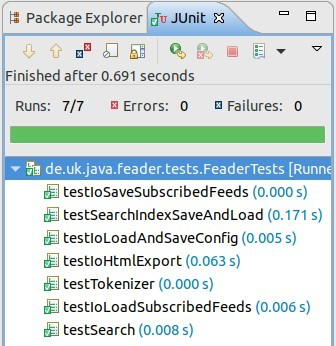 Package Explorer JUnit
Finished after 0.691 seconds
Runs: 7/7 Errors: 0 Failures: 0
de.uk.java.feader.tests.FeaderTests [Runne
testIoSaveSubscribedFeeds (0.000 s)
testSearchIndexSaveAndLoad (0.171 s)
testIoLoadAndSaveConfig (0.005 s)
testIoHtmlExport (0.063 s)
testTokenizer (0.000 s)
testIoLoadSubscribedFeeds (0.006 s)
testSearch (0.008 s)